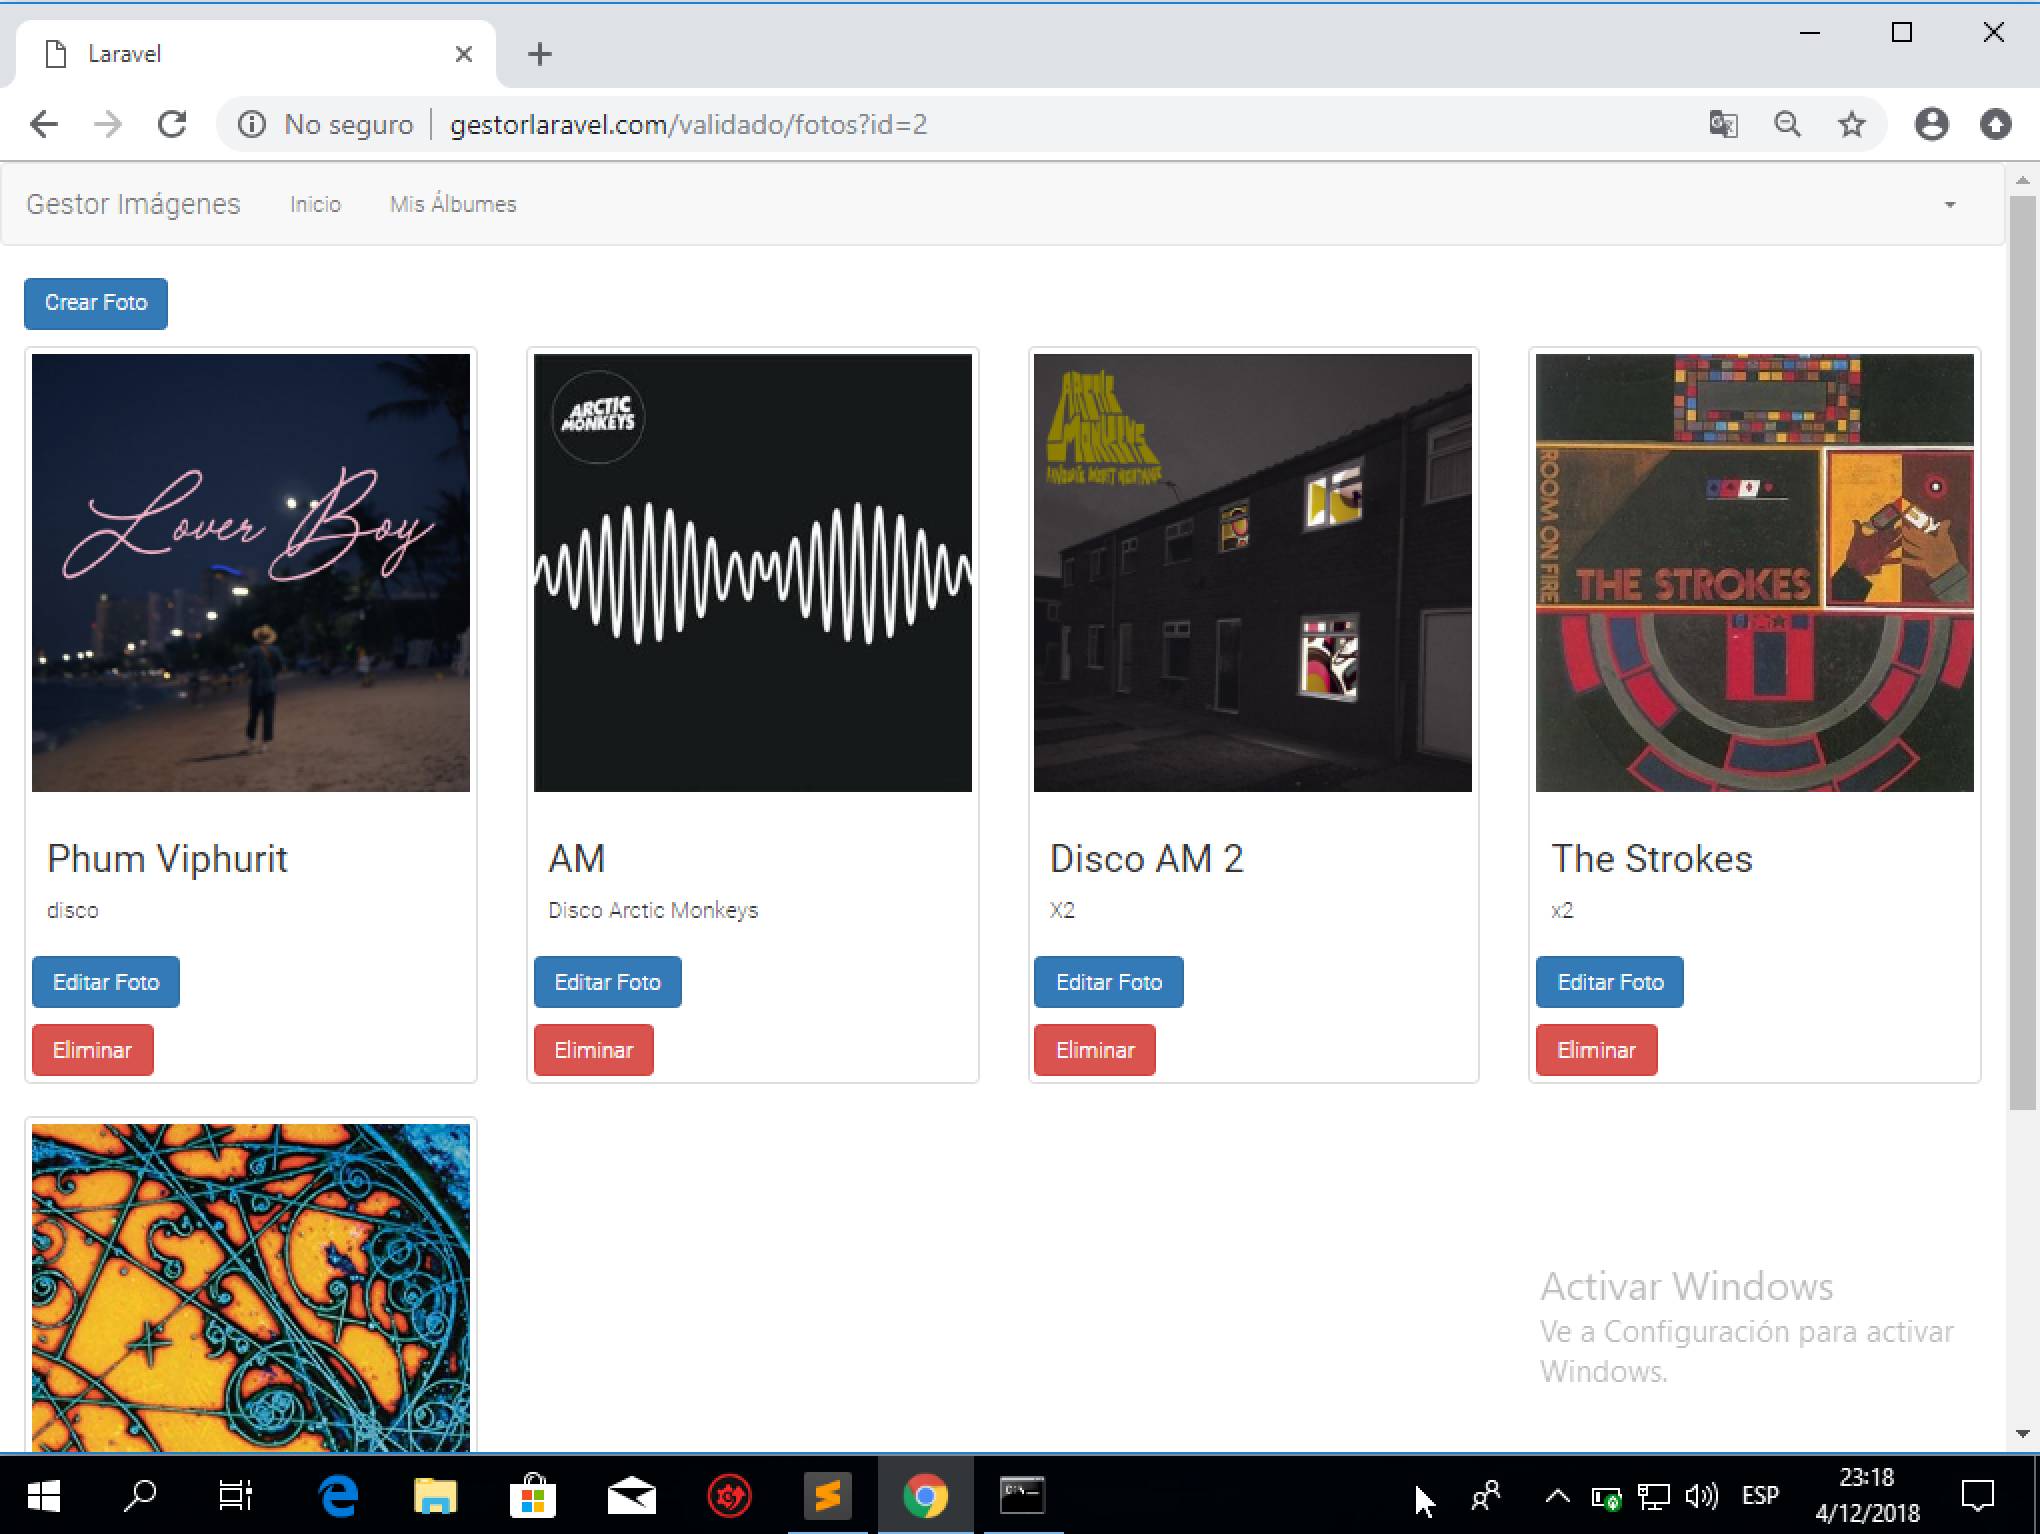 Laravel
No seguro
gestorlaravel.com/validado/fotos?id=2
Gestor Imágenes
Inicio
Mis Álbumes
Crear Foto
Lover Boy
ARCTIC
MONKEYS
ARCTIC
MONKEYS
ROOM ON FIRE
THE STROKES
Phum Viphurit
AM
Disco AM 2
The Strokes
disco
Disco Arctic Monkeys
X2
x2
Editar Foto
Editar Foto
Editar Foto
Editar Foto
Eliminar
Eliminar
Eliminar
Eliminar
Activar Windows
Ve a Configuración para activar
Windows.
ESP
23:18
4/12/2018